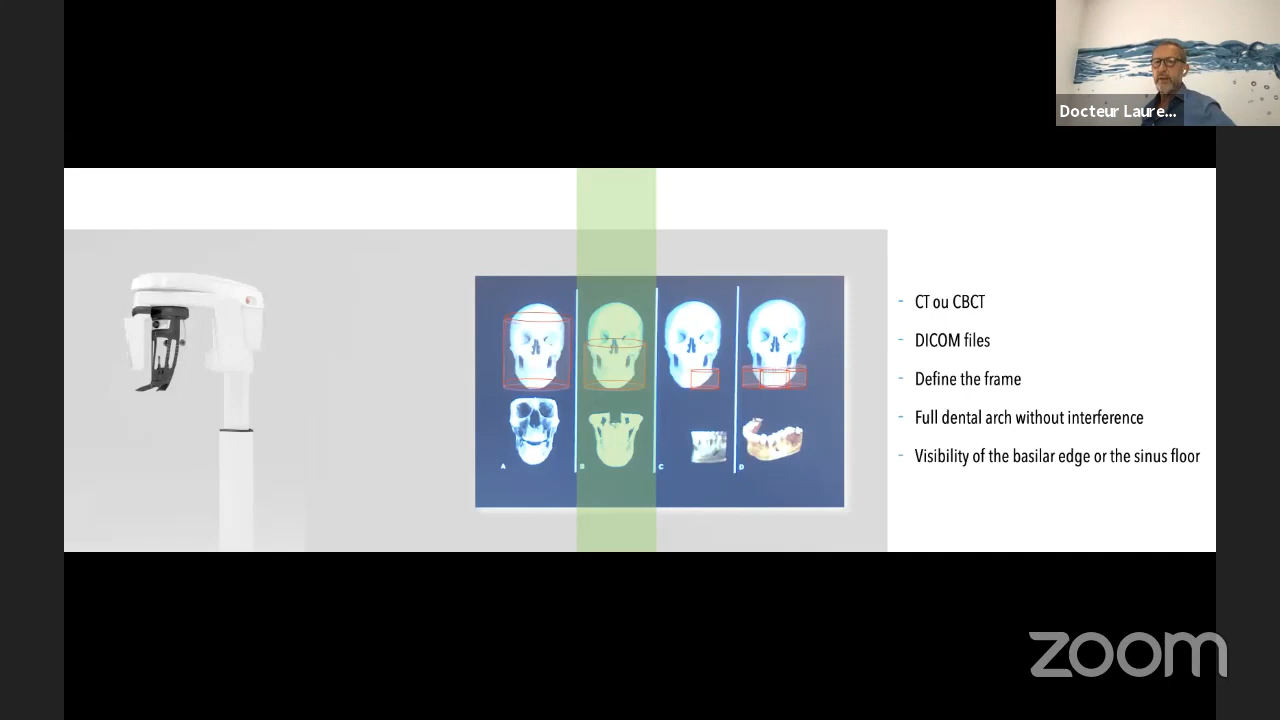 Docteur Laure...
CT ou CBCT
DICOM files
Define the frame
Full dental arch without interference
Visibility of the basilar edge or the sinus floor
A
B
C
D
zoom